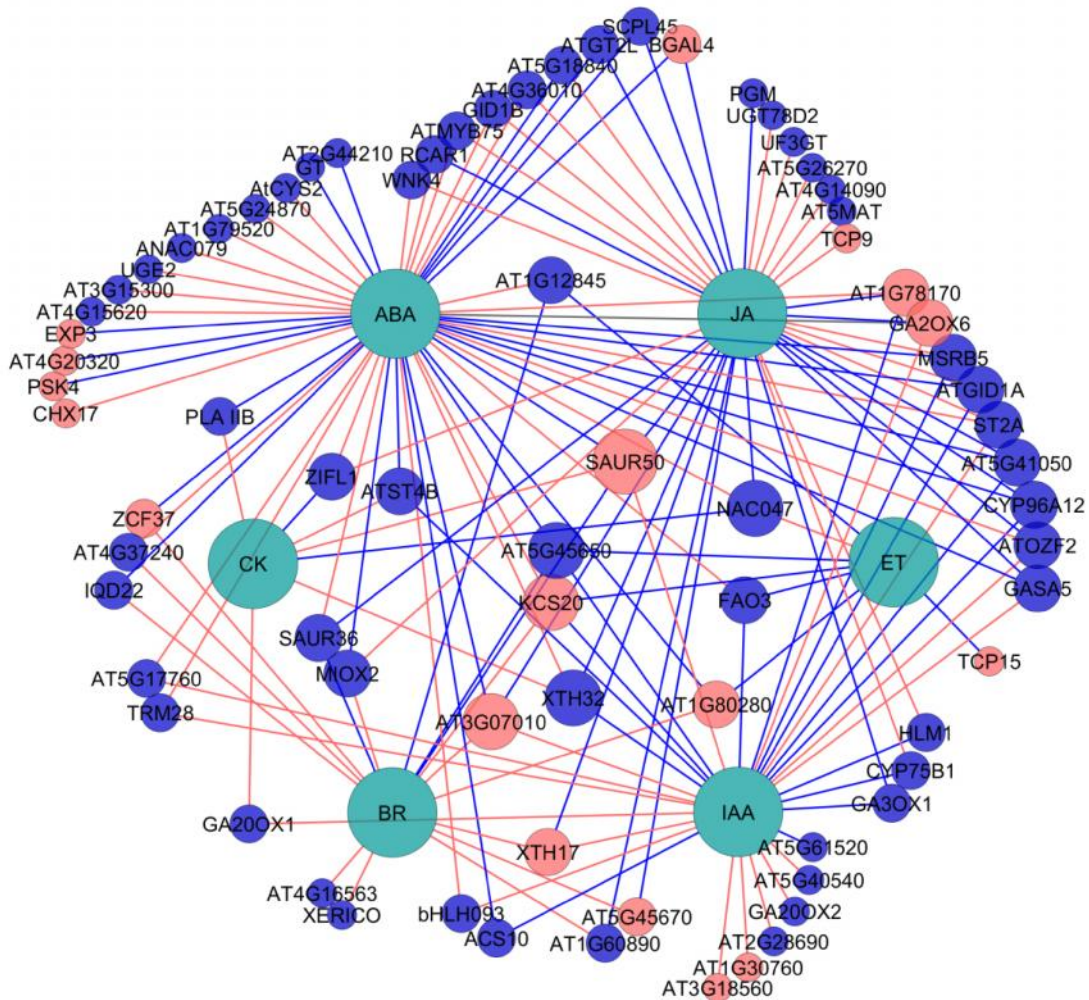 SCPL45
ATGT2L
BGAL4
AT5G18840
AT4G36010
GID1B
ATMYB75
RCAR1
WNK4
PGM
UGT78D2
UF3GT
AT5G26270
AT4G14090
AT5MAT
TCP9
AT2G44210
GT
AtCYS2
AT5G24870
AT1G79520
ANAC079
UGE2
AT3G15300
AT4G15620
EXP3
AT4G20320
PSK4
CHX17
ABA
AT1G12845
JA
AT1G78170
GA2OX6
MSRB5
ATGID1A
ST2A
AT5G41050
CYP96A12
ATOZF2
GASA5
PLA IIB
ZIFL1
ATST4B
SAUR50
NAC047
ZCF37
AT4G37240
IQD22
CK
AT5G45650
KCS20
FAO3
ET
TCP15
SAUR36
MIOX2
AT5G17760
TRM28
AT3G07010
XTH32
AT1G80280
HLM1
CYP75B1
GA3OX1
BR
IAA
GA20OX1
XTH17
AT5G61520
AT5G40540
GA20OX2
AT2G28690
AT1G30760
AT3G18560
AT4G16563
XERICO
bHLH093
ACS10
AT5G45670
AT1G60890